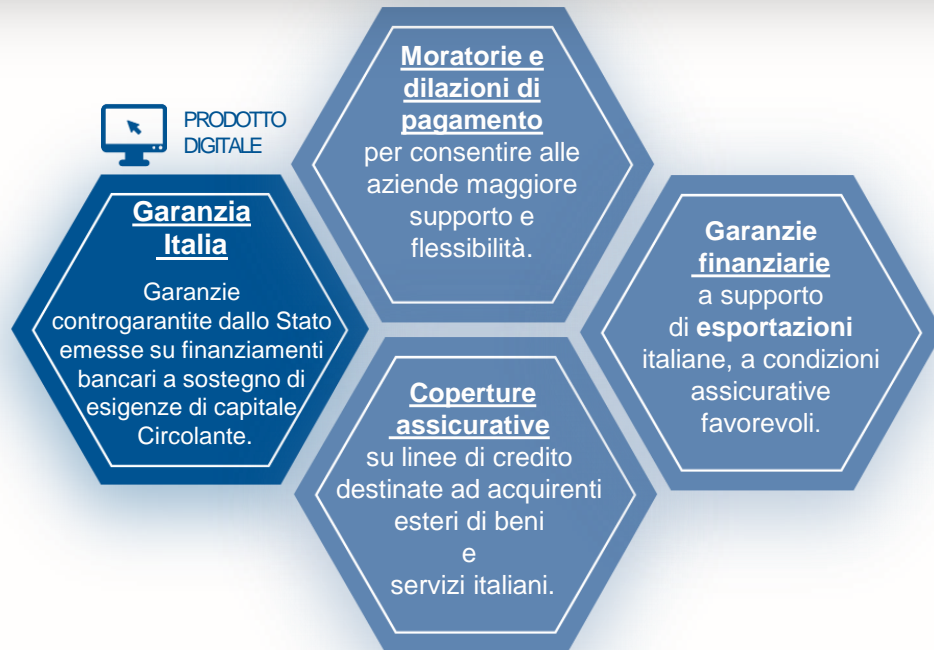 Moratorie e
dilazioni di
pagamento
per consentire alle
aziende maggiore
supporto e
flessibilità.
PRODOTTO
DIGITALE
Garanzia
Italia
Garanzie
controgarantite dallo Stato
emesse su finanziamenti
bancari a sostegno di
esigenze di capitale
Circolante.
Garanzie
finanziarie
a supporto
di esportazioni
italiane, a condizioni
assicurative
favorevoli.
Coperture
assicurative
su linee di credito
destinate ad acquirenti
esteri di beni
e
servizi italiani.